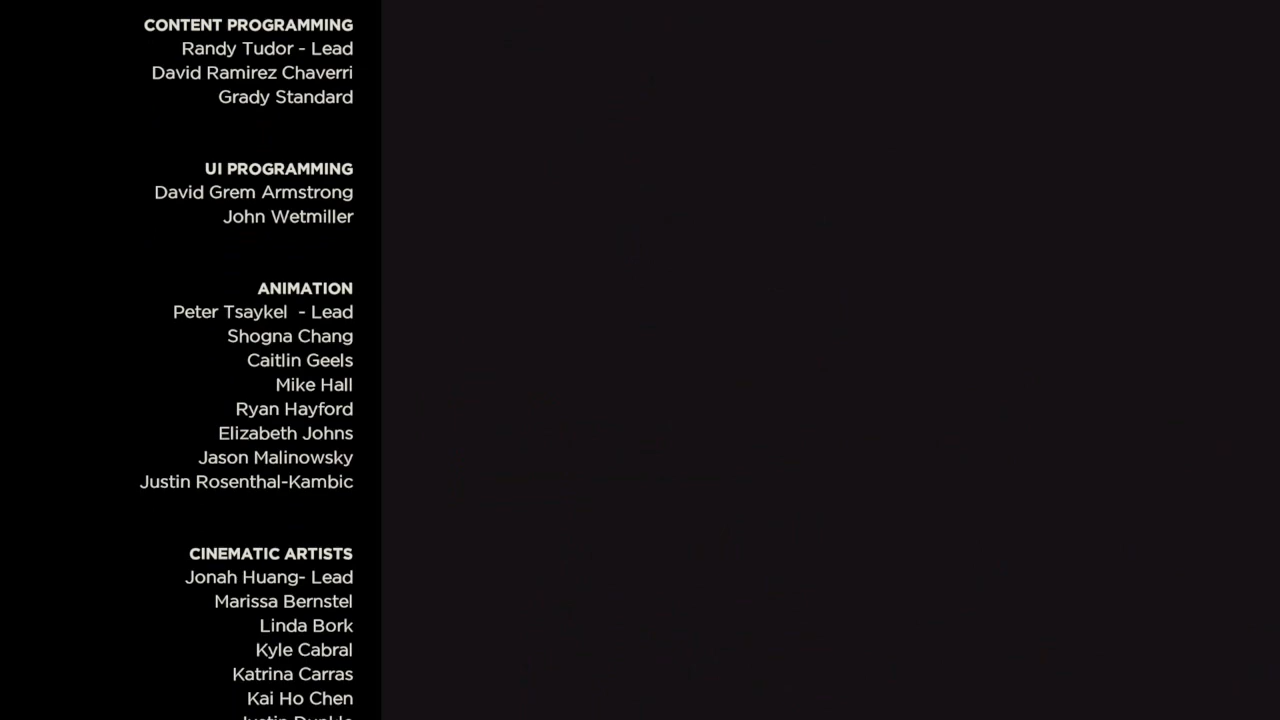 CONTENT PROGRAMMING
Randy Tudor - Lead
David Ramirez Chaverri
Grady Standard
UI PROGRAMMING
David Grem Armstrong
John Wetmiller
ANIMATION
Peter Tsaykel  - Lead
Shogna Chang
Caitlin Geels
Mike Hall
Ryan Hayford
Elizabeth Johns
Jason Malinowsky
Justin Rosenthal-Kambic
CINEMATIC ARTISTS
Jonah Huang- Lead
Marissa Bernstel
Linda Bork
Kyle Cabral
Katrina Carras
Kai Ho Chen